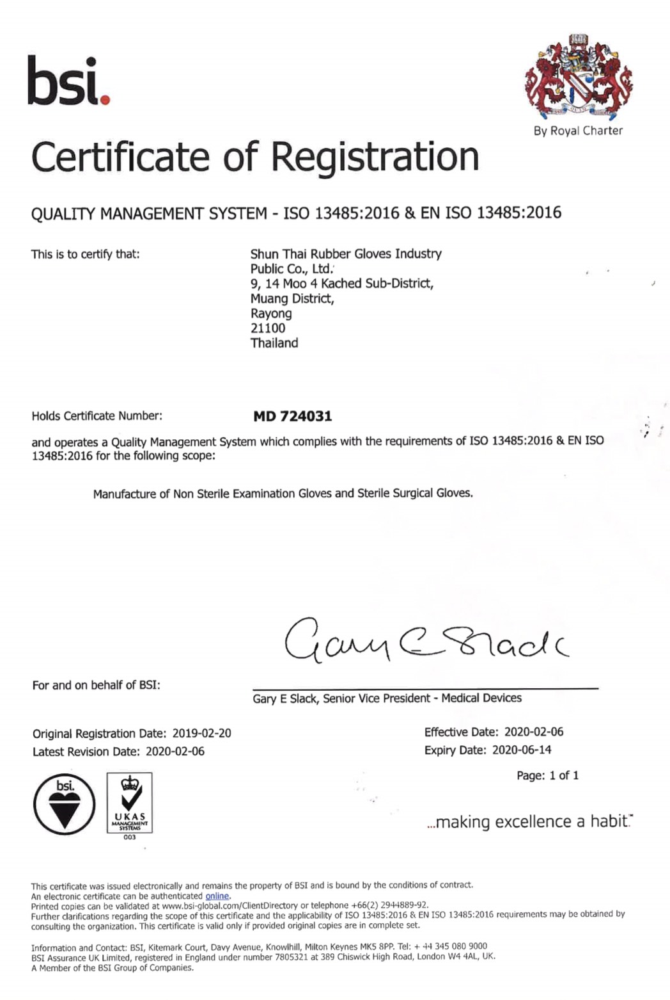 bsi.
By Royal Charter
Certificate of Registration
QUALITY MANAGEMENT SYSTEM - ISO 13485:2016 & EN ISO 13485:2016
This is to certify that:
Shun Thai Rubber Gloves Industry
Public Co., Ltd.
9, 14 Moo 4 Kached Sub-District,
Muang District,
Rayong
21100
Thailand
Holds Certificate Number:
MD 724031
and operates a Quality Management System which complies with the requirements of ISO 13485:2016 & EN ISO
13485:2016 for the following scope:
Manufacture of Non Sterile Examination Gloves and Sterile Surgical Gloves.
Gary E Slack
For and on behalf of BSI:
Gary E Slack, Senior Vice President - Medical Devices
Original Registration Date: 2019-02-20
Effective Date: 2020-02-06
Latest Revision Date: 2020-02-06
Expiry Date: 2020-06-14
Page: 1 of 1
bsi.
UKAS
MANAGEMENT
SYSTEMS
003
...making excellence a habit.™
This certificate was issued electronically and remains the property of BSI and is bound by the conditions of contract.
An electronic certificate can be authenticated online.
Printed copies can be validated at www.bsi-global.com/ClientDirectory or telephone +66(2) 2944889-92.
Further clarifications regarding the scope of this certificate and the applicability of ISO 13485:2016 & EN ISO 13485:2016 requirements may be obtained by
consulting the organization. This certificate is valid only if provided original copies are in complete set.
Information and Contact: BSI, Kitemark Court, Davy Avenue, Knowlhill, Milton Keynes MK5 8PP. Tel: + 44 345 080 9000
BSI Assurance UK Limited, registered in England under number 7805321 at 389 Chiswick High Road, London W4 4AL, UK.
A Member of the BSI Group of Companies.